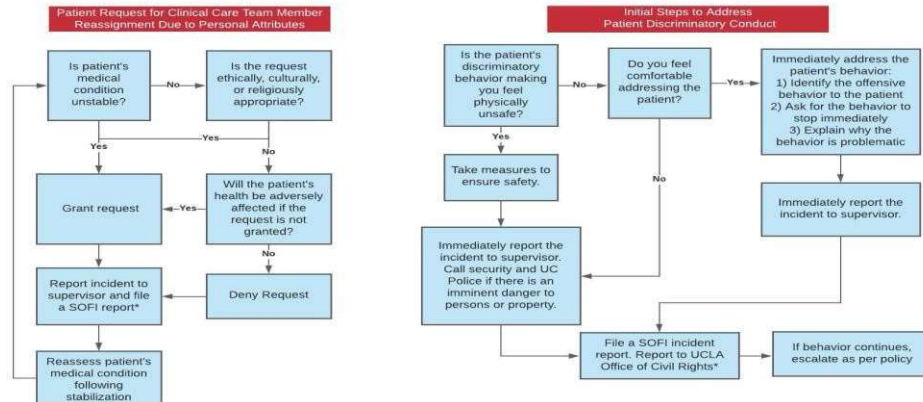 Patient Request for Clinical Care Team Member
Reassignment Due to Personal Attributes
Is patient's
medical
condition
unstable?
No
Is the request
ethically, culturally,
or religiously
appropriate?
Yes
Yes
No
Grant request
Yes
Will the patient's
health be adversely
affected if the
request is not
granted?
No
Report incident to
supervisor and file
a SOFI report*
Deny Request
Reassess patient's
medical condition
following
stabilization
Initial Steps to Address
Patient Discriminatory Conduct
Is the patient's
discriminatory
behavior making
you feel
physically
unsafe?
No
Do you feel
comfortable
addressing
the patient?
Yes
Immediately address the
patient's behavior:
1) Identify the offensive
behavior to the patient
2) Ask for the behavior to
stop immediately
3) Explain why the
behavior is problematic
Yes
Take measures to
ensure safety.
No
Immediately report the
incident to supervisor.
Immediately report the
incident to supervisor.
Call security and UC
Police if there is an
imminent danger to
persons or property.
File a SOFI incident
report. Report to UCLA
Office of Civil Rights*
If behavior continues,
escalate as per policy